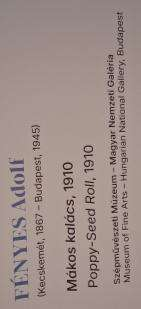 FÉNYES Adolf
(Kecskemét, 1867 – Budapest, 1945)
Mákos kalács, 1910
Poppy-Seed Roll, 1910
Szépművészeti Múzeum – Magyar Nemzeti Galéria
Museum of Fine Arts – Hungarian National Gallery, Budapest